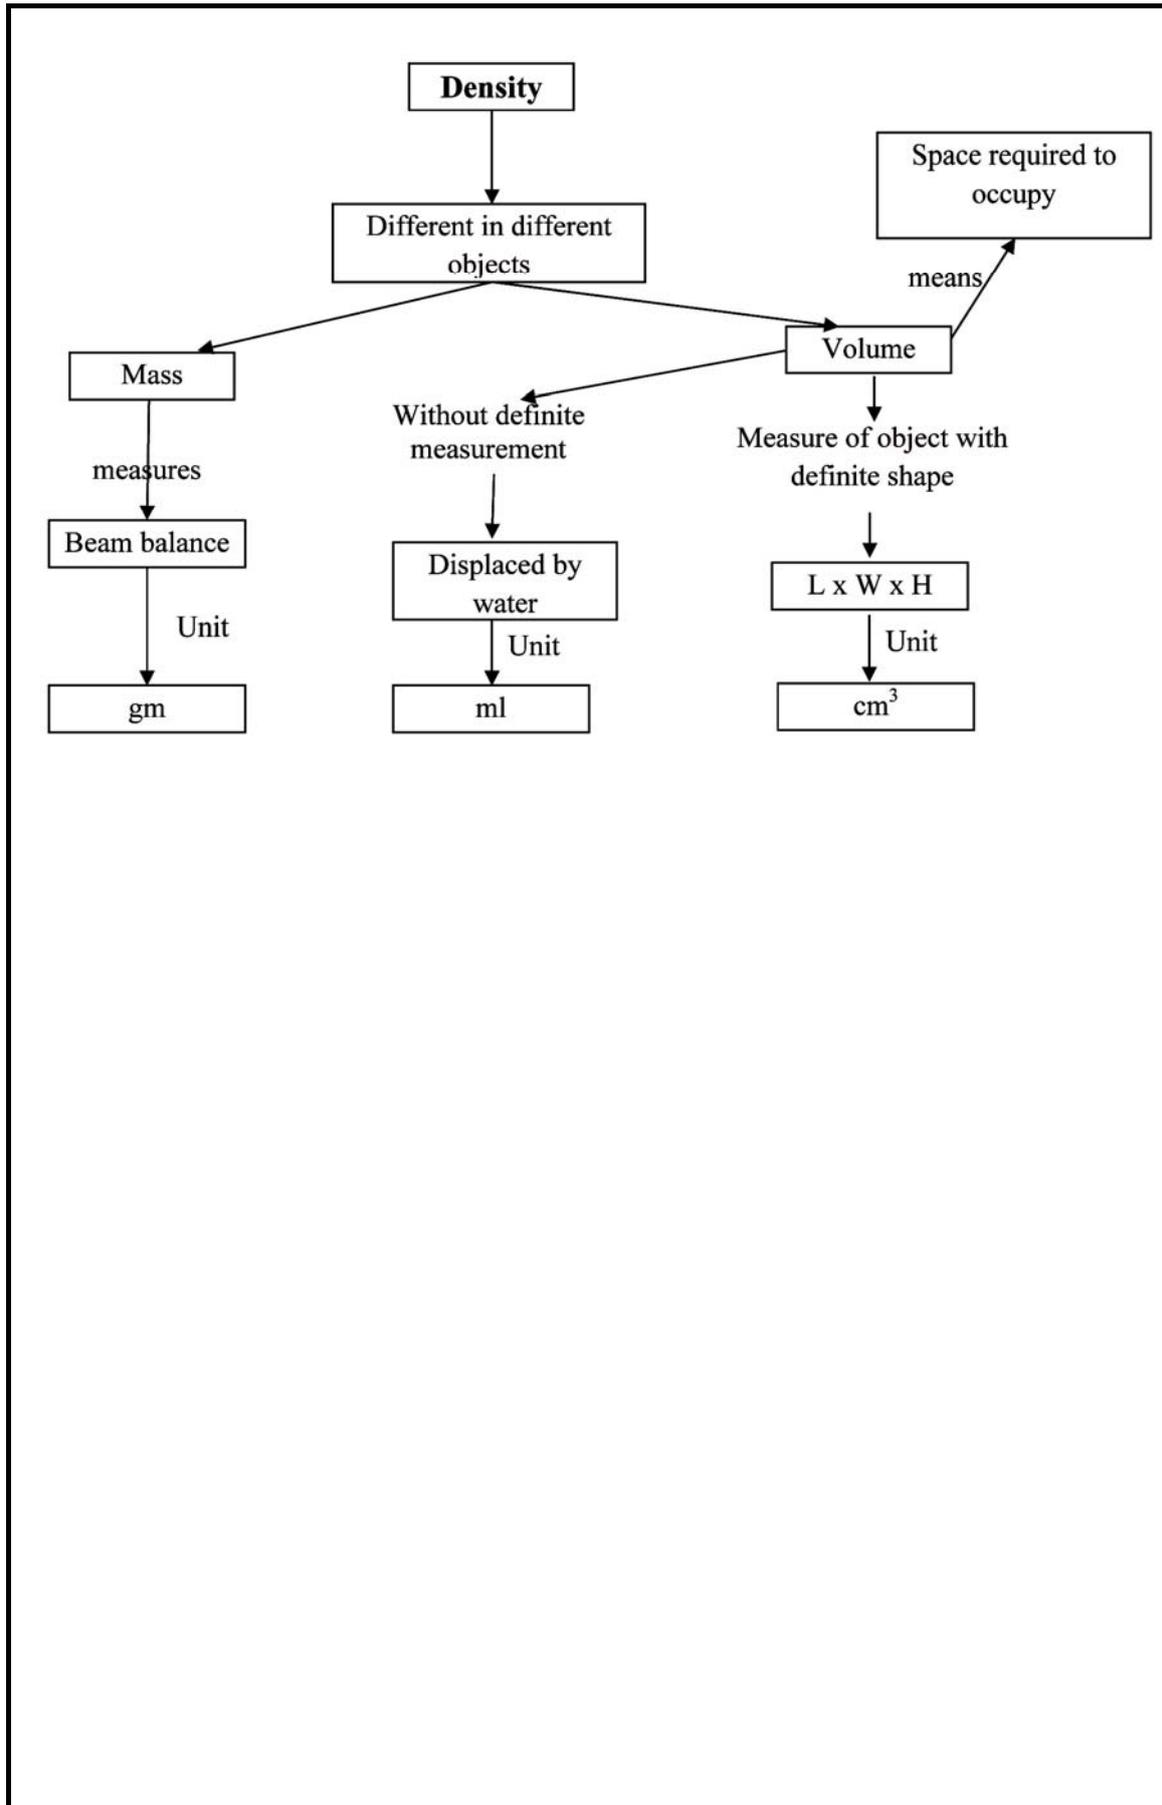 Density
Space required to
occupy
Different in different
objects
means
Volume
Mass
Without definite
measurement
Measure of object with
definite shape
measures
Beam balance
Displaced by
water
L x W x H
Unit
Unit
Unit
gm
ml
cm³